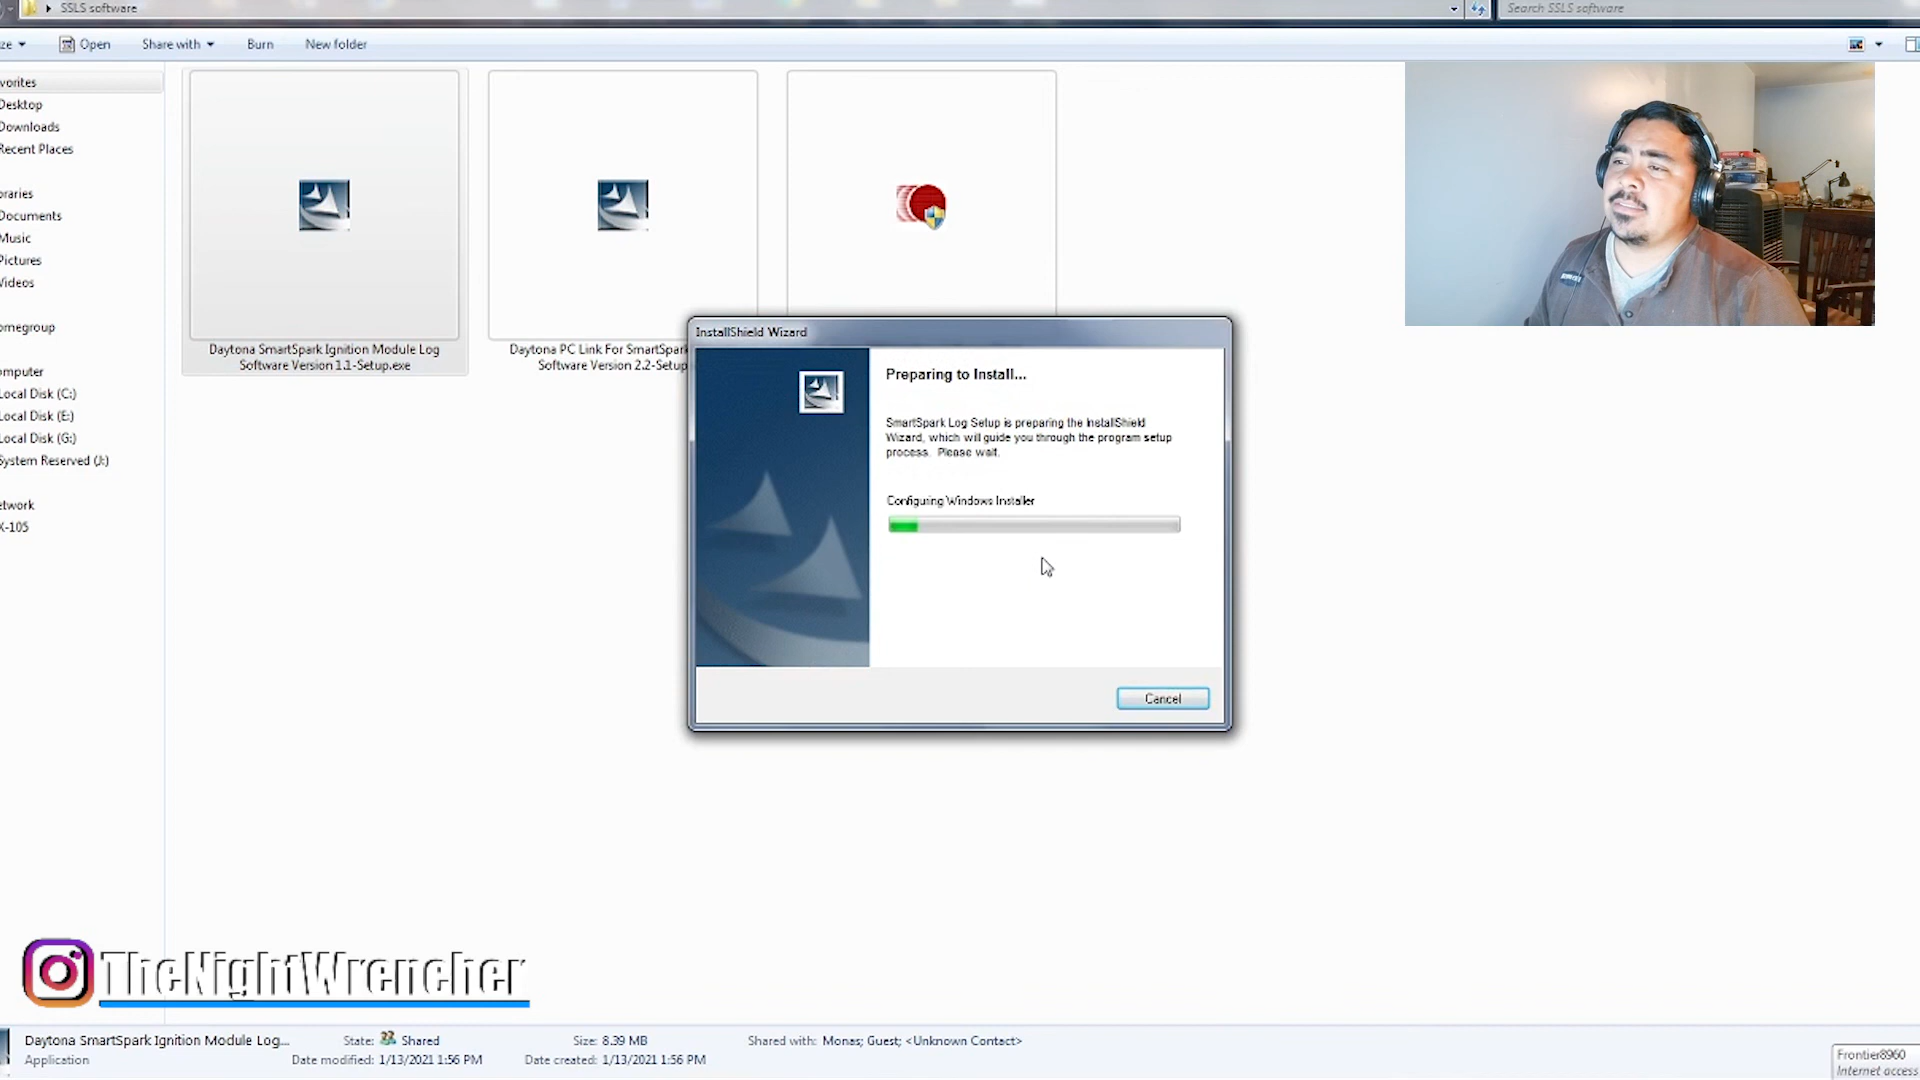 SSLS software
Search SSLS software
Open
Share with
Burn
New folder
Desktop
Downloads
Recent Places
Documents
Music
Pictures
Videos
Local Disk (C:)
Local Disk (E:)
Local Disk (G:)
System Reserved (J:)
Daytona SmartSpark Ignition Module Log
Software Version 1.1-Setup.exe
Daytona PC Link For SmartSpark
Software Version 2.2-Setup
InstallShield Wizard
Preparing to Install...
SmartSpark Log Setup is preparing the InstallShield
Wizard, which will guide you through the program setup
process. Please wait.
Configuring Windows Installer
Cancel
TheNightWrencher
Daytona SmartSpark Ignition Module Log...
State: Shared
Size: 8.39 MB
Shared with: Monas; Guest; <Unknown Contact>
Application
Date modified: 1/13/2021 1:56 PM
Date created: 1/13/2021 1:56 PM
Frontier8960
Internet access